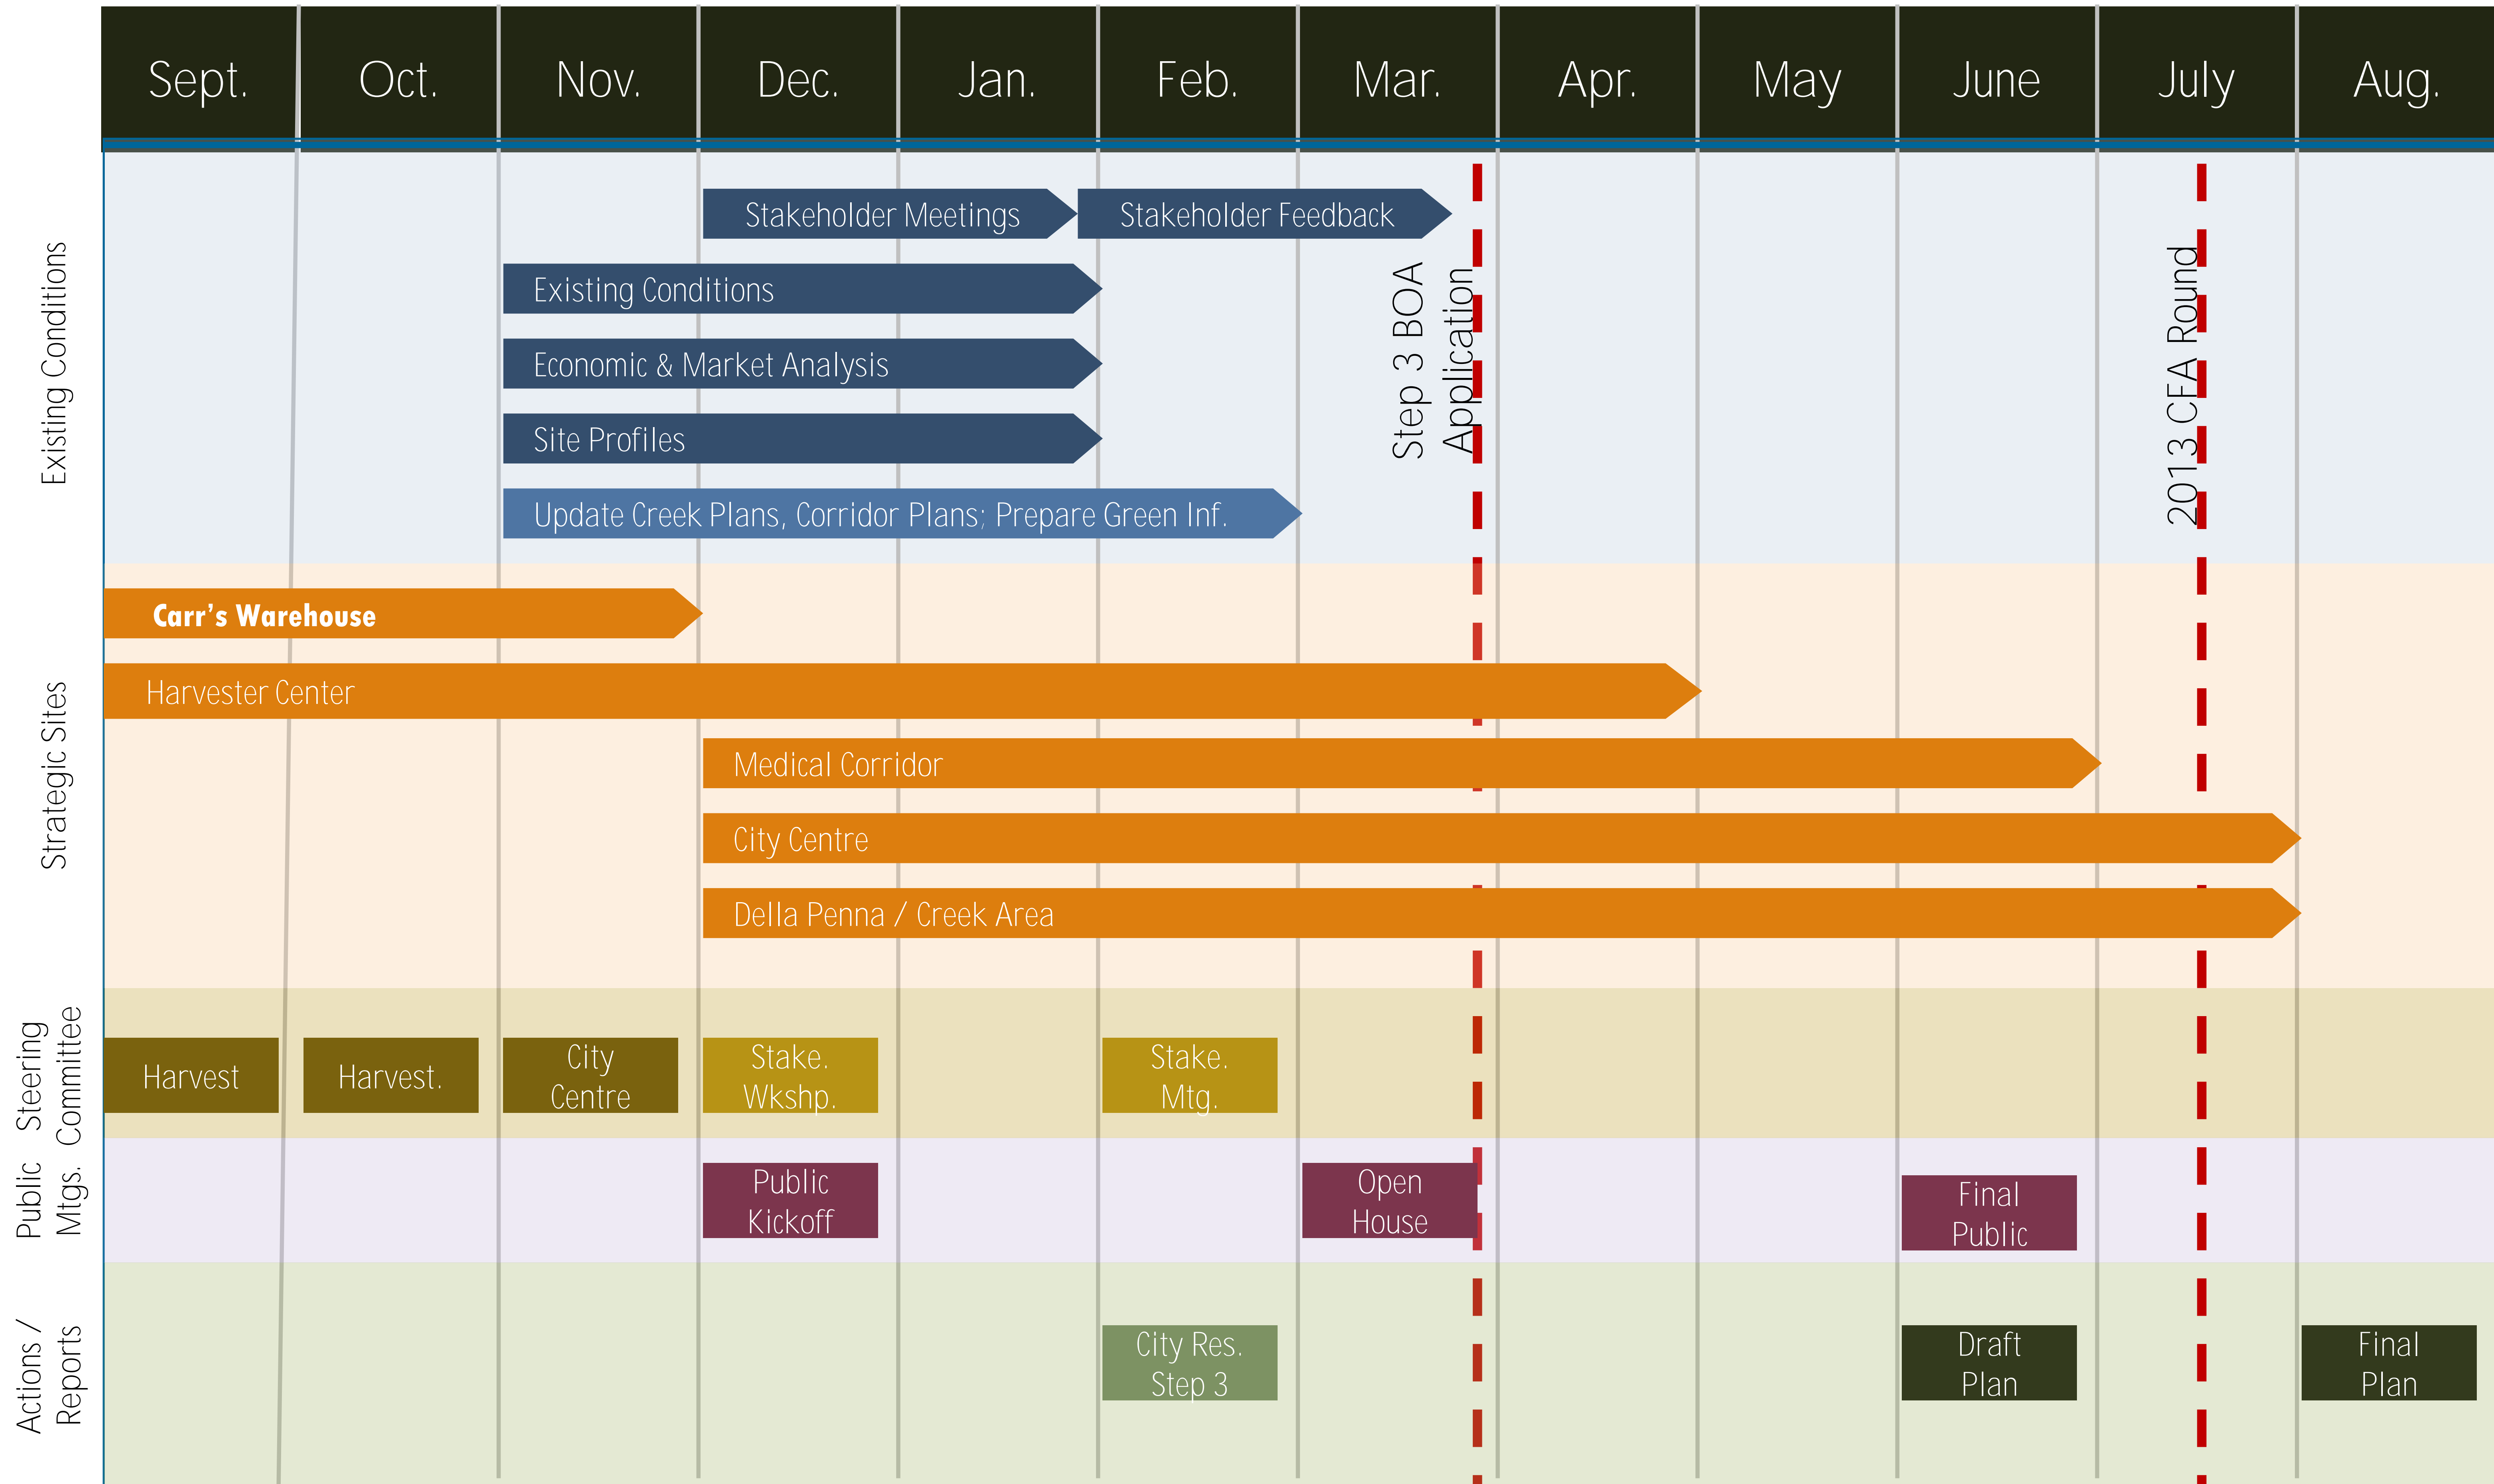 Sept.
Oct.
Nov.
Dec.
Jan.
Feb.
Mar.
Apr.
May
June
July
Aug.
Existing Conditions
Stakeholder Meetings
Stakeholder Feedback
Existing Conditions
Economic & Market Analysis
Site Profiles
Update Creek Plans, Corridor Plans; Prepare Green Inf.
Step 3 BOA
Application
2013 CFA Round
Strategic Sites
Carr's Warehouse
Harvester Center
Medical Corridor
City Centre
Della Penna / Creek Area
Steering
Committee
Harvest
Harvest.
City
Centre
Stake.
Wkshp.
Stake.
Mtg.
Public
Mtgs.
Public
Kickoff
Open
House
Final
Public
Actions /
Reports
City Res.
Step 3
Draft
Plan
Final
Plan